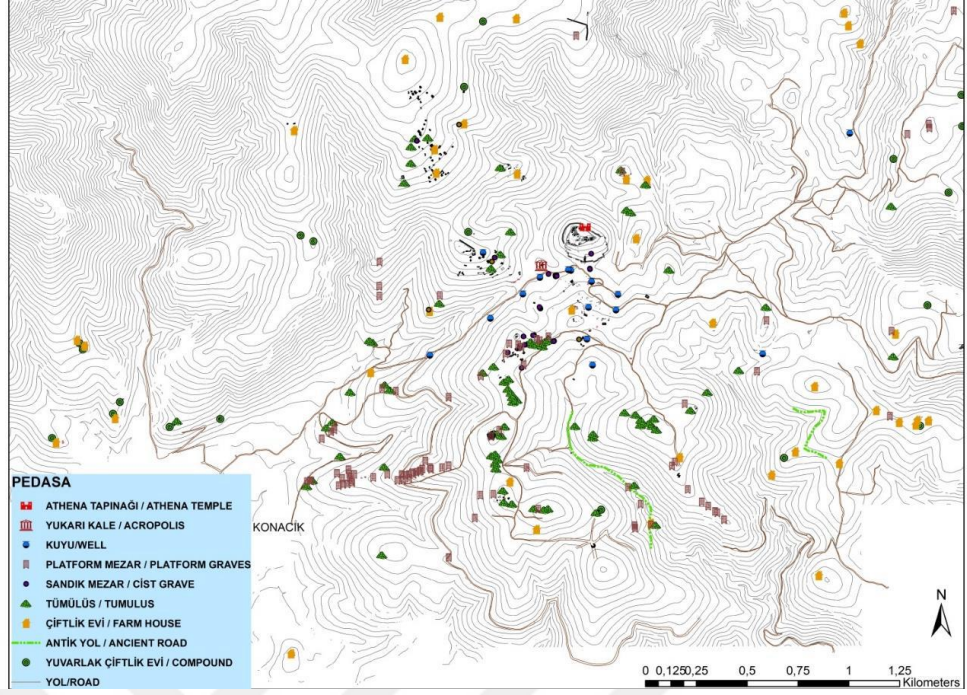 KONACIK
PEDASA
ATHENA TAPINAĞI / ATHENA TEMPLE
YUKARI KALE / ACROPOLIS
KUYU/WELL
PLATFORM MEZAR / PLATFORM GRAVES
SANDIK MEZAR / CİST GRAVE
TÜMÜLÜS / TUMULUS
ÇİFTLİK EVİ / FARM HOUSE
ANTİK YOL / ANCIENT ROAD
YUVARLAK ÇİFTLİK EVİ / COMPOUND
YOL/ROAD
N
0 0,125 0,25 0,5 0,75 1 1,25
Kilometers